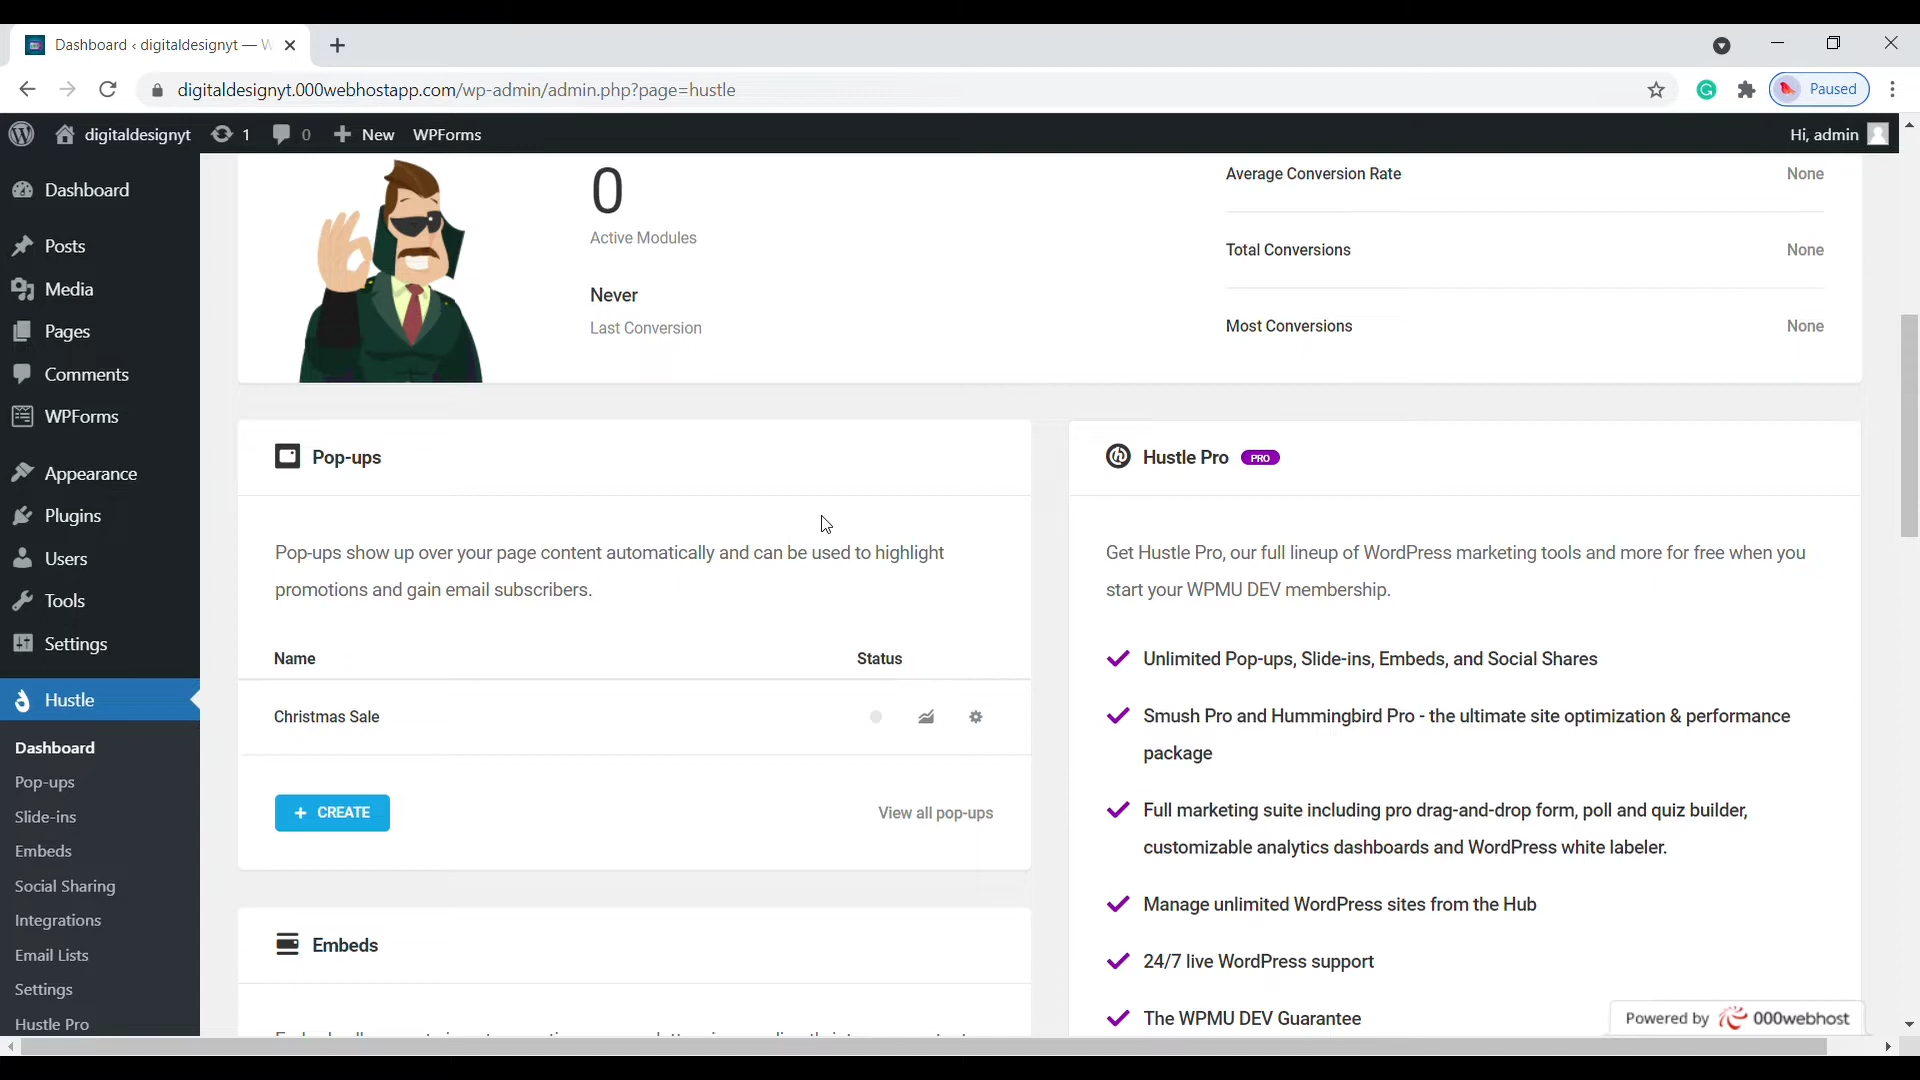 Dashboard ‹ digitaldesignyt — W
digitaldesignyt.000webhostapp.com/wp-admin/admin.php?page=hustle
Paused
digitaldesignyt
1
0
New
WPForms
Hi, admin
Dashboard
Posts
Media
Pages
Comments
WPForms
Appearance
Plugins
Users
Tools
Settings
Hustle
Dashboard
Pop-ups
Slide-ins
Embeds
Social Sharing
Integrations
Email Lists
Settings
Hustle Pro
0
Active Modules
Never
Last Conversion
Average Conversion Rate
None
Total Conversions
None
Most Conversions
None
Pop-ups
Pop-ups show up over your page content automatically and can be used to highlight
promotions and gain email subscribers.
Name
Status
Christmas Sale
+ CREATE
View all pop-ups
Embeds
Hustle Pro PRO
Get Hustle Pro, our full lineup of WordPress marketing tools and more for free when you
start your WPMU DEV membership.
Unlimited Pop-ups, Slide-ins, Embeds, and Social Shares
Smush Pro and Hummingbird Pro - the ultimate site optimization & performance
package
Full marketing suite including pro drag-and-drop form, poll and quiz builder,
customizable analytics dashboards and WordPress white labeler.
Manage unlimited WordPress sites from the Hub
24/7 live WordPress support
The WPMU DEV Guarantee
Powered by 000webhost